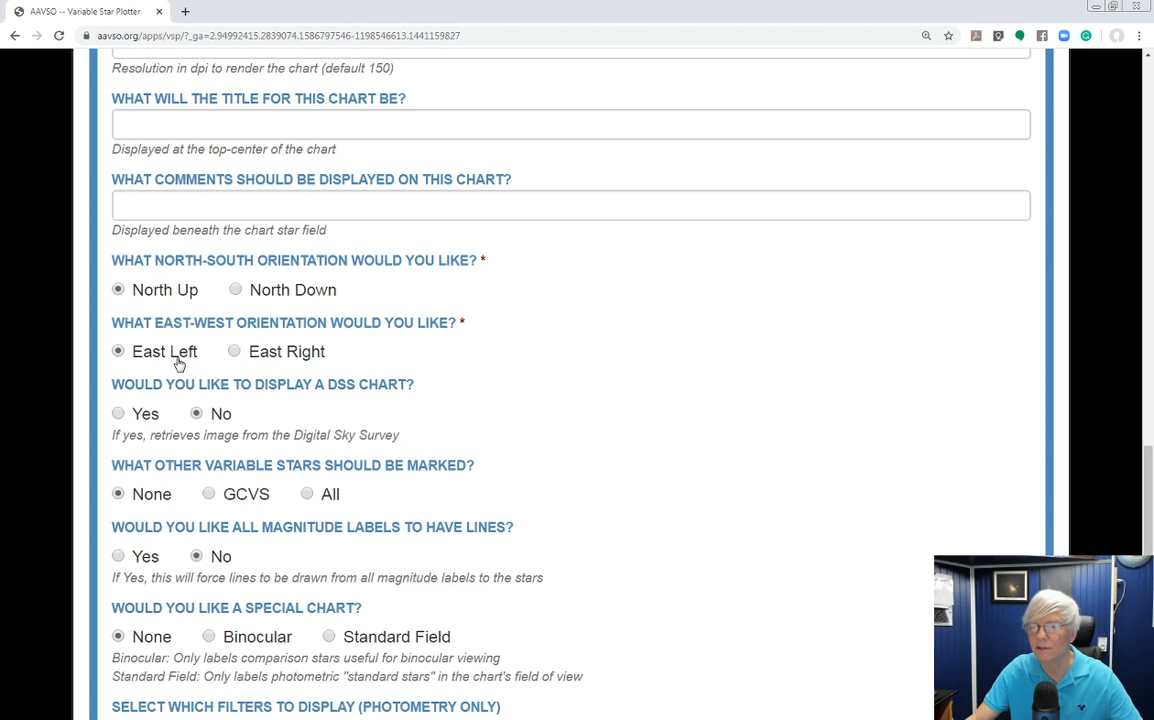 AAVSO -- Variable Star Plotter
aavso.org/apps/vsp/?_ga=2.94992415.2839074.1586797546-1198546613.1441159827
Resolution in dpi to render the chart (default 150)
WHAT WILL THE TITLE FOR THIS CHART BE?
Displayed at the top-center of the chart
WHAT COMMENTS SHOULD BE DISPLAYED ON THIS CHART?
Displayed beneath the chart star field
WHAT NORTH-SOUTH ORIENTATION WOULD YOU LIKE? *
North Up North Down
WHAT EAST-WEST ORIENTATION WOULD YOU LIKE? *
East Left East Right
WOULD YOU LIKE TO DISPLAY A DSS CHART?
Yes No
If yes, retrieves image from the Digital Sky Survey
WHAT OTHER VARIABLE STARS SHOULD BE MARKED?
None GCVS All
WOULD YOU LIKE ALL MAGNITUDE LABELS TO HAVE LINES?
Yes No
If Yes, this will force lines to be drawn from all magnitude labels to the stars
WOULD YOU LIKE A SPECIAL CHART?
None Binocular Standard Field
Binocular: Only labels comparison stars useful for binocular viewing
Standard Field: Only labels photometric "standard stars" in the chart's field of view
SELECT WHICH FILTERS TO DISPLAY (PHOTOMETRY ONLY)